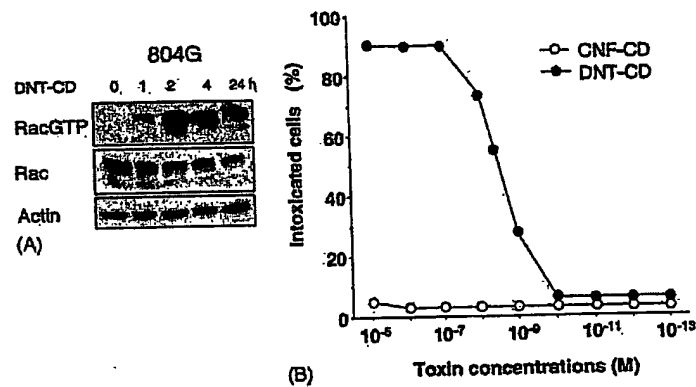 804G
DNT-CD 0 1 2 4 24 h
RacGTP
Rac
Actin
(A)
100
80
60
40
20
0
Intoxicated cells (%)
CNF-CD
DNT-CD
10-5 10-7 10-9 10-11 10-13
Toxin concentrations (M)
(B)